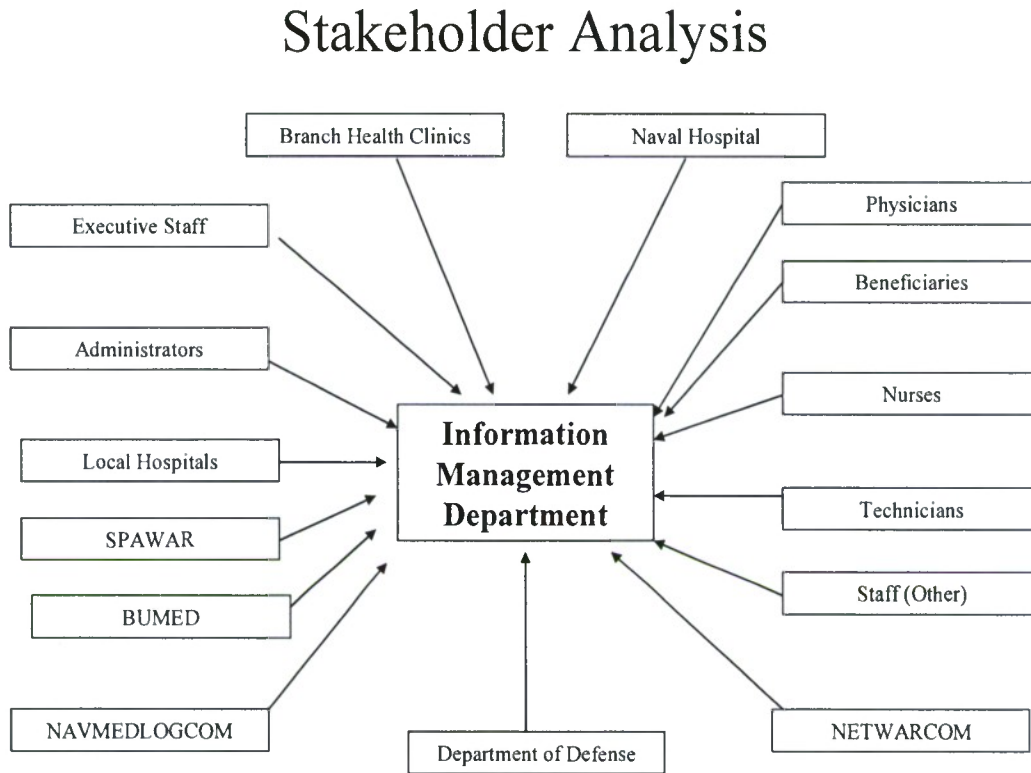 Stakeholder Analysis
Branch Health Clinics
Naval Hospital
Physicians
Executive Staff
Beneficiaries
Administrators
Nurses
Information
Management
Department
Local Hospitals
Technicians
SPAWAR
Staff (Other)
BUMED
NAVMEDLOGCOM
Department of Defense
NETWARCOM